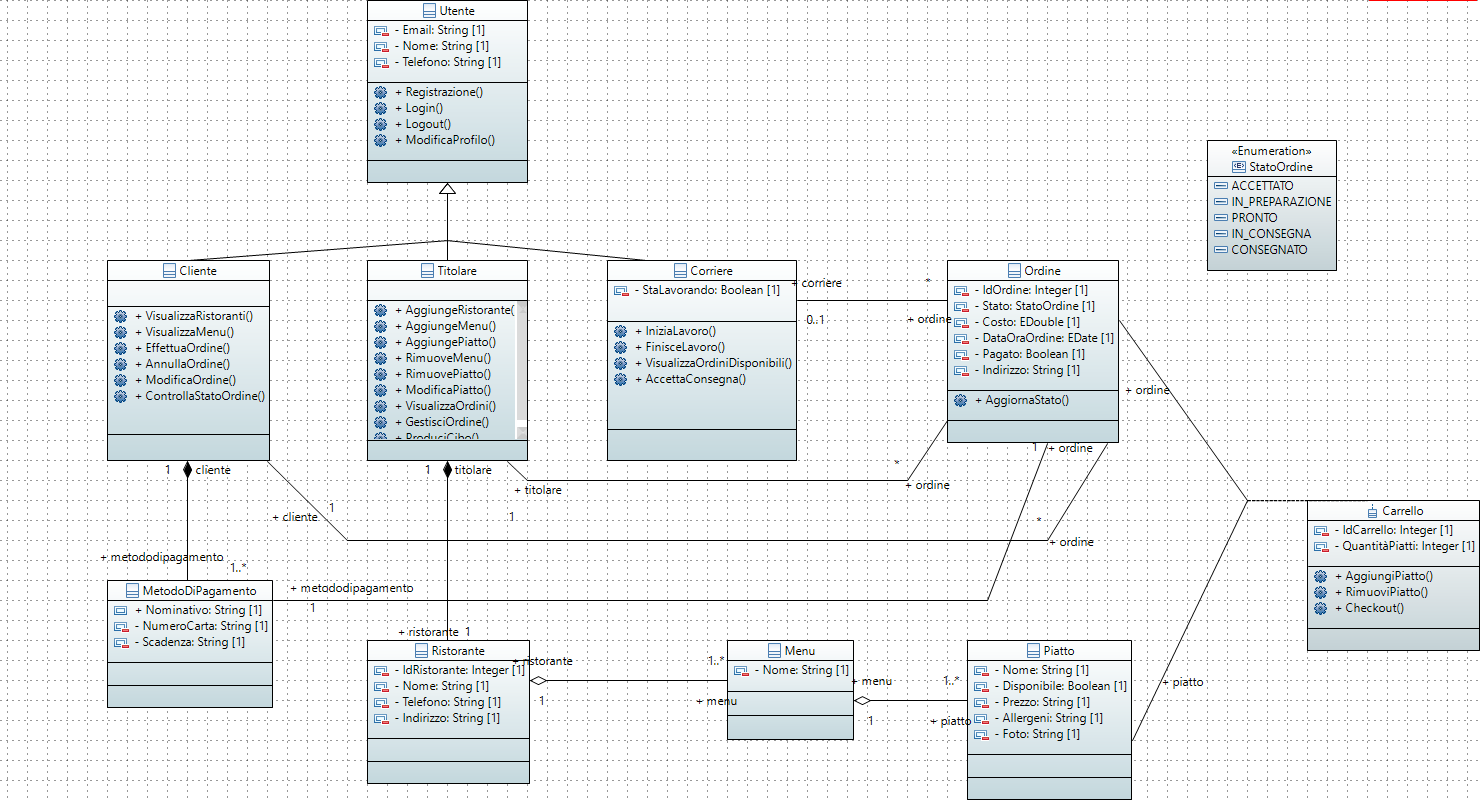 Utente
- Email: String [1]
- Nome: String [1]
- Telefono: String [1]
+ Registrazione()
+ Login()
+ Logout()
+ ModificaProfilo()
«Enumeration»
StatoOrdine
ACCETTATO
IN_PREPARAZIONE
PRONTO
IN_CONSEGNA
CONSEGNATO
Cliente
+ VisualizzaRistoranti()
+ VisualizzaMenu()
+ EffettuaOrdine()
+ AnnullaOrdine()
+ ModificaOrdine()
+ ControllaStatoOrdine()
Titolare
+ AggiungeRistorante(
+ AggiungeMenu()
+ AggiungePiatto()
+ RimuoveMenu()
+ RimuovePiatto()
+ ModificaPiatto()
+ VisualizzaOrdini()
+ GestisciOrdine()
+ ProduciCibo()
Corriere
- StaLavorando: Boolean [1]
+ IniziaLavoro()
+ FinisceLavoro()
+ VisualizzaOrdiniDisponibili()
+ AccettaConsegna()
+ corriere
*
0..1
+ ordine
Ordine
- IdOrdine: Integer [1]
- Stato: StatoOrdine [1]
- Costo: EDouble [1]
- DataOraOrdine: EDate [1]
- Pagato: Boolean [1]
- Indirizzo: String [1]
+ AggiornaStato()
+ ordine
1
+ ordine
1
cliente
1
titolare
*
+ ordine
+ titolare
1
1
+ cliente
*
+ ordine
+ metododipagamento
1..*
Carrello
- IdCarrello: Integer [1]
- QuantitàPiatti: Integer [1]
+ AggiungiPiatto()
+ RimuoviPiatto()
+ Checkout()
MetodoDiPagamento
+ Nominativo: String [1]
- NumeroCarta: String [1]
- Scadenza: String [1]
+ metododipagamento
1
+ ristorante
1
Ristorante
- IdRistorante: Integer [1]
- Nome: String [1]
- Telefono: String [1]
- Indirizzo: String [1]
+ ristorante
1
1..*
+ menu
Menu
- Nome: String [1]
+ menu
1
1..*
+ piatto
Piatto
- Nome: String [1]
- Disponibile: Boolean [1]
- Prezzo: String [1]
- Allergeni: String [1]
- Foto: String [1]
+ piatto